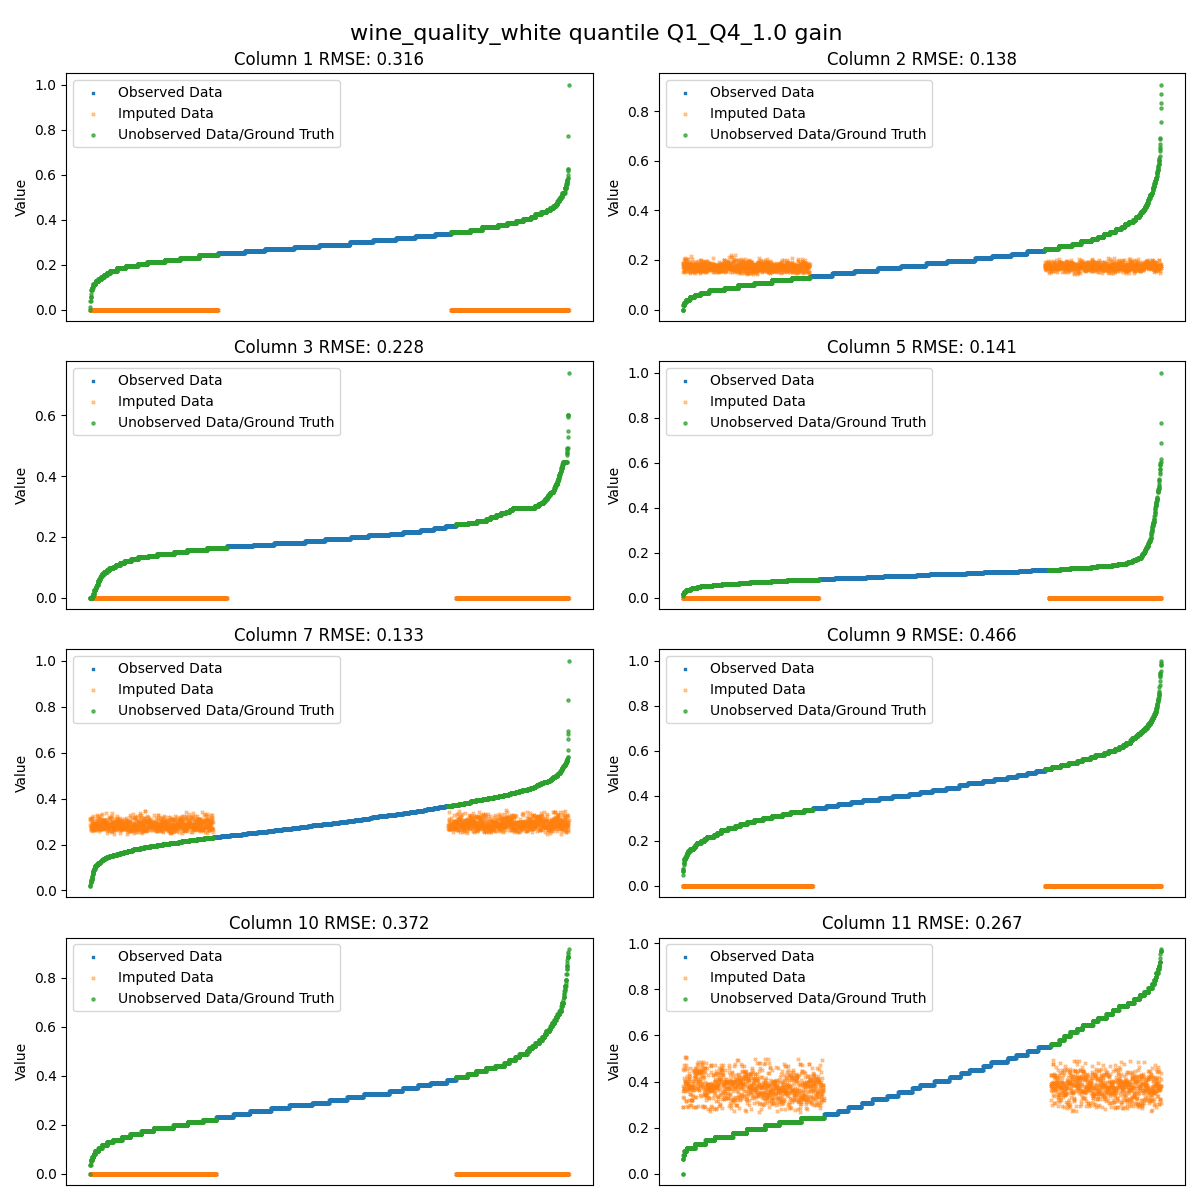 wine_quality_white quantile Q1_Q4_1.0 gain
Column 1 RMSE: 0.316
1.0
0.8
0.6
0.4
0.2
0.0
Value
Observed Data
Imputed Data
Unobserved Data/Ground Truth
Column 2 RMSE: 0.138
0.8
0.6
0.4
0.2
0.0
Value
Observed Data
Imputed Data
Unobserved Data/Ground Truth
Column 3 RMSE: 0.228
0.6
0.4
0.2
0.0
Value
Observed Data
Imputed Data
Unobserved Data/Ground Truth
Column 5 RMSE: 0.141
1.0
0.8
0.6
0.4
0.2
0.0
Value
Observed Data
Imputed Data
Unobserved Data/Ground Truth
Column 7 RMSE: 0.133
1.0
0.8
0.6
0.4
0.2
0.0
Value
Observed Data
Imputed Data
Unobserved Data/Ground Truth
Column 9 RMSE: 0.466
1.0
0.8
0.6
0.4
0.2
0.0
Value
Observed Data
Imputed Data
Unobserved Data/Ground Truth
Column 10 RMSE: 0.372
0.8
0.6
0.4
0.2
0.0
Value
Observed Data
Imputed Data
Unobserved Data/Ground Truth
Column 11 RMSE: 0.267
1.0
0.8
0.6
0.4
0.2
0.0
Value
Observed Data
Imputed Data
Unobserved Data/Ground Truth